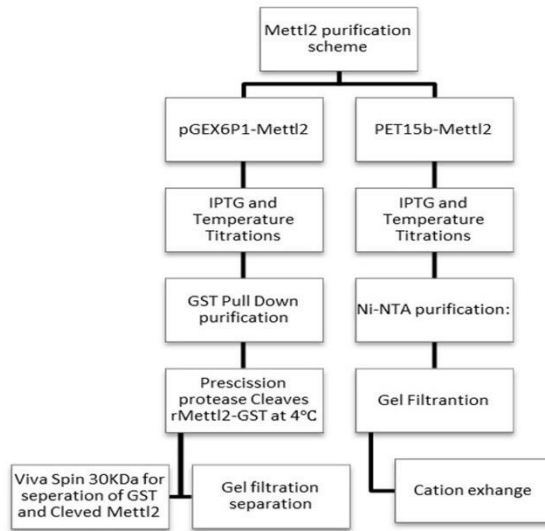 Mettl2 purification
scheme
pGEX6P1-Mettl2
PET15b-Mettl2
IPTG and
Temperature
Titrations
IPTG and
Temperature
Titrations
GST Pull Down
purification
Ni-NTA purification:
Prescission
protease Cleaves
rMettl2-GST at 4°C
Gel Filtrantion
Viva Spin 30KDa for
seperation of GST
and Cleved Mettl2
Gel filtration
separation
Cation exhange